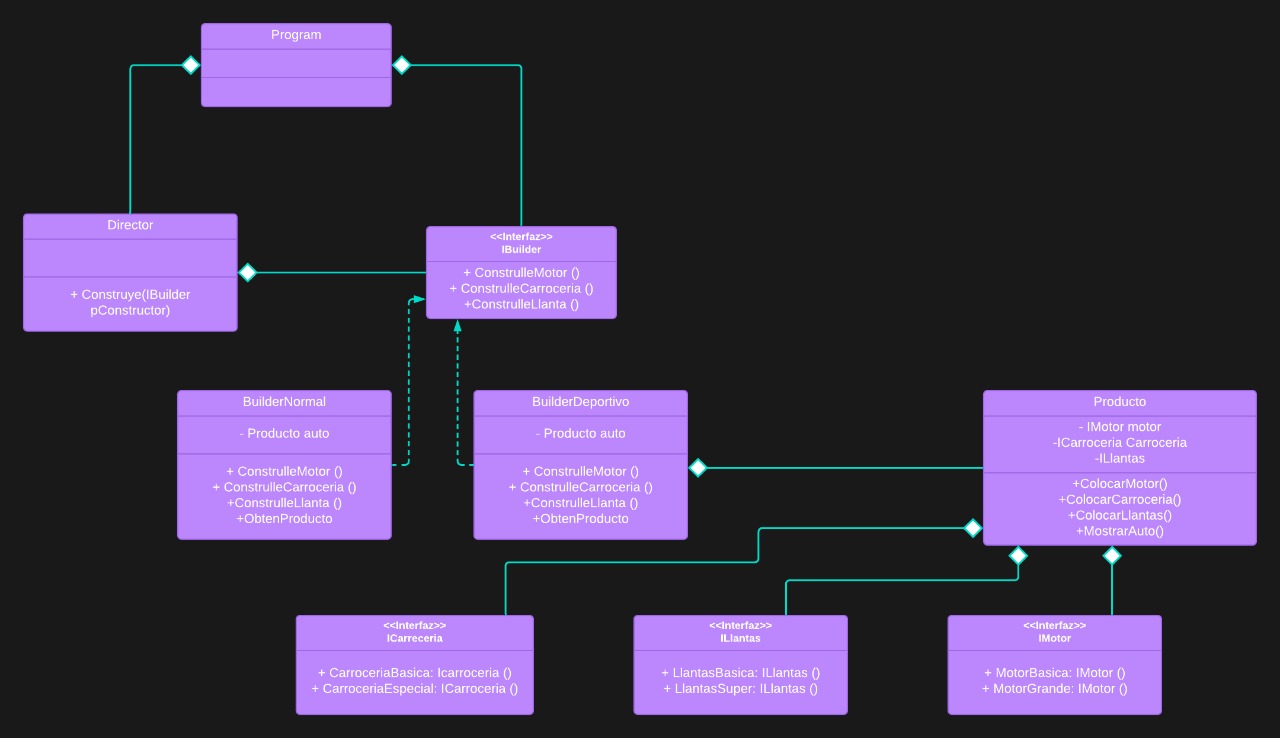 Program
Director
+ Construye(IBuilder
pConstructor)
<<Interfaz>>
IBuilder
+ ConstrulleMotor ()
+ ConstrulleCarroceria ()
+ConstrulleLlanta ()
BuilderNormal
- Producto auto
+ ConstrulleMotor ()
+ ConstrulleCarroceria ()
+ConstrulleLlanta ()
+ObtenProducto
BuilderDeportivo
- Producto auto
+ ConstrulleMotor ()
+ ConstrulleCarroceria ()
+ConstrulleLlanta ()
+ObtenProducto
Producto
- IMotor motor
-ICarroceria Carroceria
-ILlantas
+ColocarMotor()
+ColocarCarroceria()
+ColocarLlantas()
+MostrarAuto()
<<Interfaz>>
ICarreceria
+ CarroceriaBasica: Icarroceria ()
+ CarroceriaEspecial: ICarroceria ()
<<Interfaz>>
ILlantas
+ LlantasBasica: ILlantas ()
+ LlantasSuper: ILlantas ()
<<Interfaz>>
IMotor
+ MotorBasica: IMotor ()
+ MotorGrande: IMotor ()